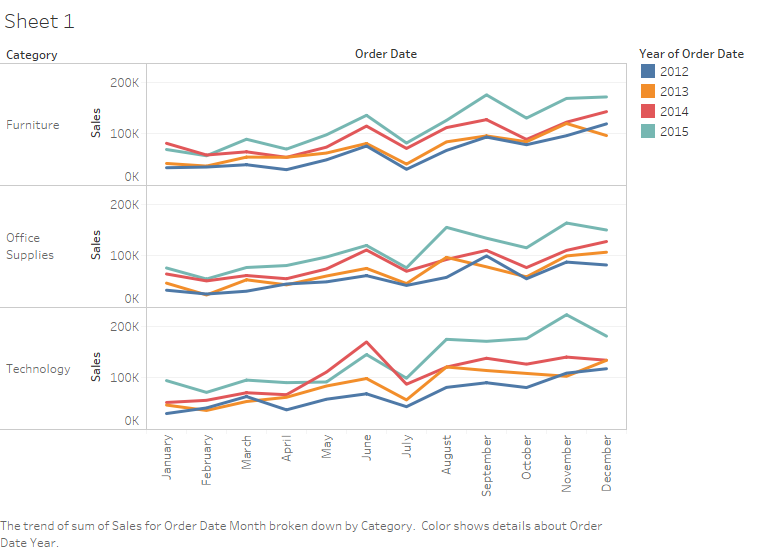 Sheet 1
Category
Order Date
Year of Order Date
2012
2013
2014
2015
Furniture
Sales
200K
100K
0K
Office
Supplies
Sales
200K
100K
0K
Technology
Sales
200K
100K
0K
January
February
March
April
May
June
July
August
September
October
November
December
The trend of sum of Sales for Order Date Month broken down by Category.  Color shows details about Order
Date Year.